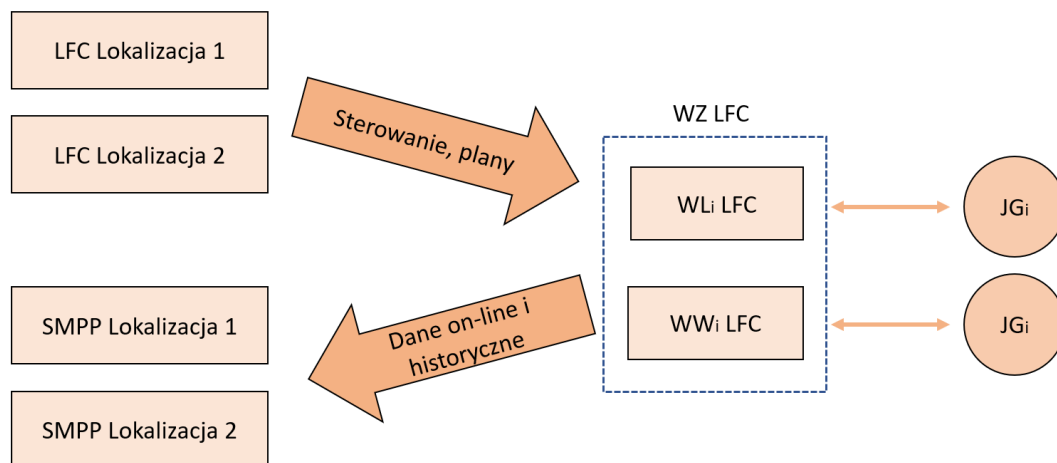 LFC Lokalizacja 1
LFC Lokalizacja 2
Sterowanie, plany
WZ LFC
WLi LFC
JGi
WWi LFC
JGi
Dane on-line i
historyczne
SMPP Lokalizacja 1
SMPP Lokalizacja 2